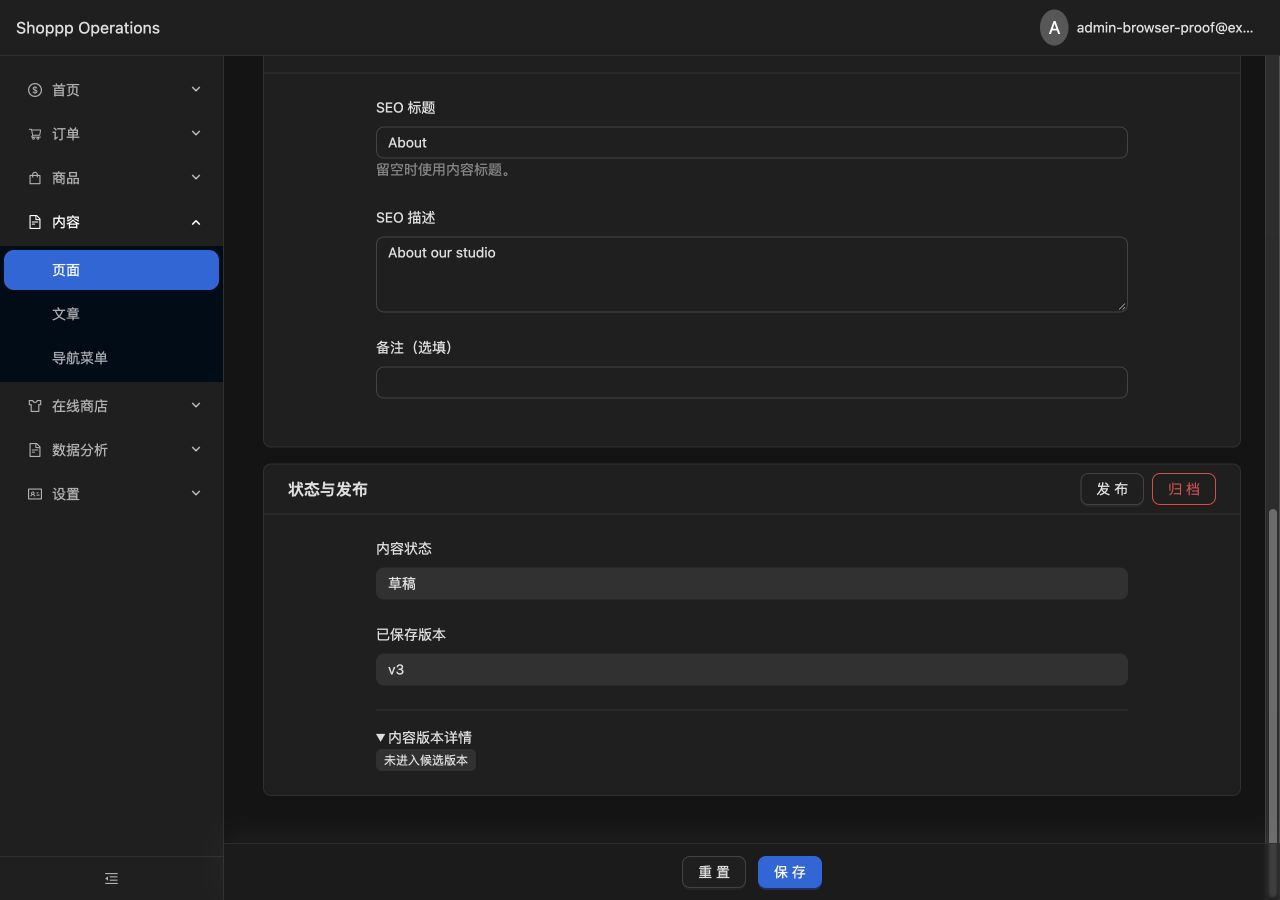 Shoppp Operations
A
admin-browser-proof@ex...
首页
订单
商品
内容
页面
文章
导航菜单
在线商店
数据分析
设置
SEO 标题
About
留空时使用内容标题。
SEO 描述
About our studio
备注（选填）
状态与发布
发 布
归 档
内容状态
草稿
已保存版本
v3
▼内容版本详情
未进入候选版本
重 置
保 存